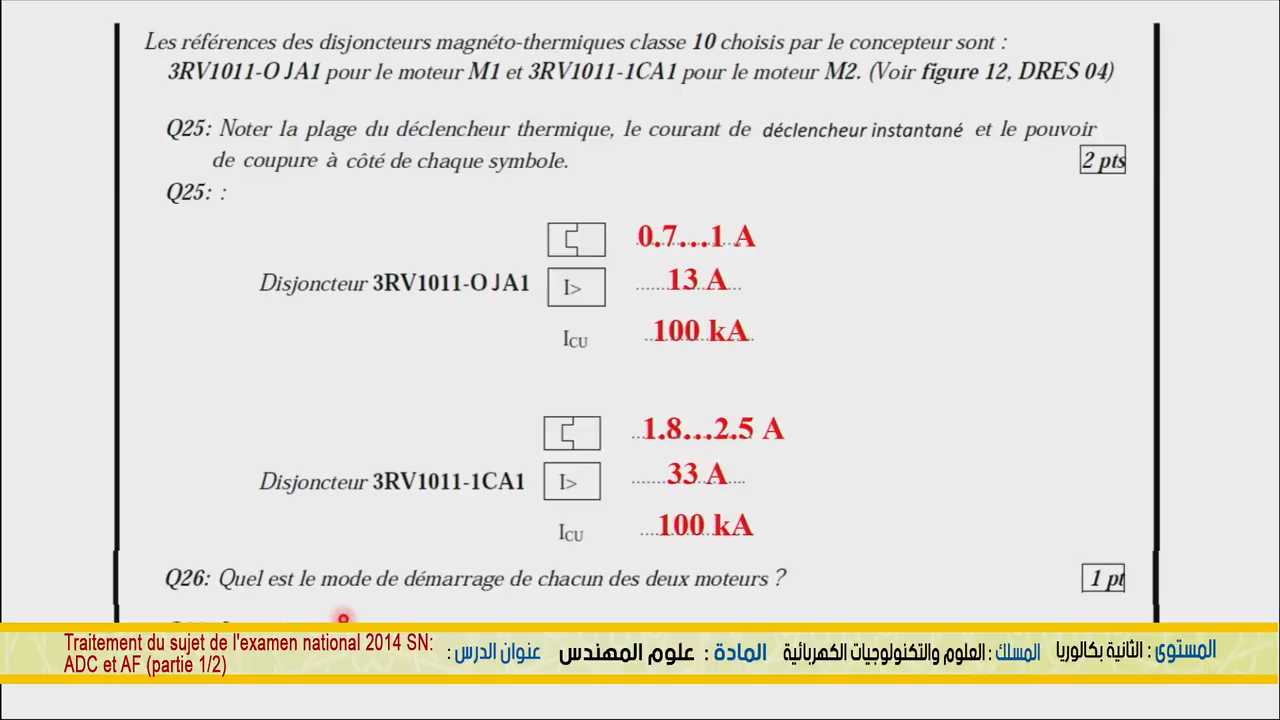 Les références des disjoncteurs magnéto-thermiques classe 10 choisis par le concepteur sont :
3RV1011-O JA1 pour le moteur M1 et 3RV1011-1CA1 pour le moteur M2. (Voir figure 12, DRES 04)
Q25: Noter la plage du déclencheur thermique, le courant de déclencheur instantané et le pouvoir
de coupure à côté de chaque symbole.
2 pts
Q25: :
0.7…1 A
Disjoncteur 3RV1011-O JA1
I>
13 A
ICU
100 kA
1.8…2.5 A
Disjoncteur 3RV1011-1CA1
I>
33 A
ICU
100 kA
Q26: Quel est le mode de démarrage de chacun des deux moteurs ?
1 pt
المستوى : الثانية بكالوريا المسلك : العلوم والتكنولوجيات الكهربائية المادة : علوم المهندس عنوان الدرس :
Traitement du sujet de l'examen national 2014 SN:
ADC et AF (partie 1/2)